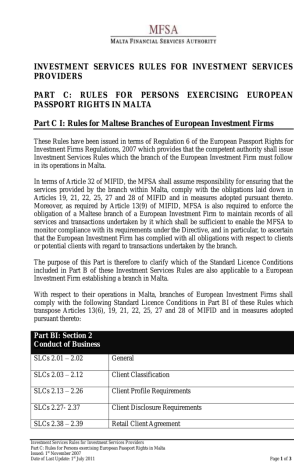 MFSA
MALTA FINANCIAL SERVICES AUTHORITY
INVESTMENT SERVICES RULES FOR INVESTMENT SERVICES
PROVIDERS
PART C: RULES FOR PERSONS EXERCISING EUROPEAN
PASSPORT RIGHTS IN MALTA
Part C I: Rules for Maltese Branches of European Investment Firms
These Rules have been issued in terms of Regulation 6 of the European Passport Rights for
Investment Firms Regulations, 2007 which provides that the competent authority shall issue
Investment Services Rules which the branch of the European Investment Firm must follow
in its operations in Malta.
In terms of Article 32 of MIFID, the MFSA shall assume responsibility for ensuring that the
services provided by the branch within Malta, comply with the obligations laid down in
Articles 19, 21, 22, 25, 27 and 28 of MIFID and in measures adopted pursuant thereto.
Moreover, as required by Article 13(9) of MIFID, MFSA is also required to enforce the
obligation of a Maltese branch of a European Investment Firm to maintain records of all
services and transactions undertaken by it which shall be sufficient to enable the MFSA to
monitor compliance with its requirements under the Directive, and in particular, to ascertain
that the European Investment Firm has complied with all obligations with respect to clients
or potential clients with regard to transactions undertaken by the branch.
The purpose of this Part is therefore to clarify which of the Standard Licence Conditions
included in Part B of these Investment Services Rules are also applicable to a European
Investment Firm establishing a branch in Malta.
With respect to their operations in Malta, branches of European Investment Firms shall
comply with the following Standard Licence Conditions in Part BI of these Rules which
transpose Articles 13(6), 19, 21, 22, 25, 27 and 28 of MIFID and in measures adopted
pursuant thereto:
Part BI: Section 2
Conduct of Business
SLCs 2.01 – 2.02 General
SLCs 2.03 – 2.12 Client Classification
SLCs 2.13 – 2.26 Client Profile Requirements
SLCs 2.27- 2.37 Client Disclosure Requirements
SLCs 2.38 – 2.39 Retail Client Agreement
Investment Services Rules for Investment Services Providers
Part C: Rules for Persons exercising European Passport Rights in Malta
Issued: 1st November 2007
Date of Last Update: 1st July 2011 Page 1 of 3